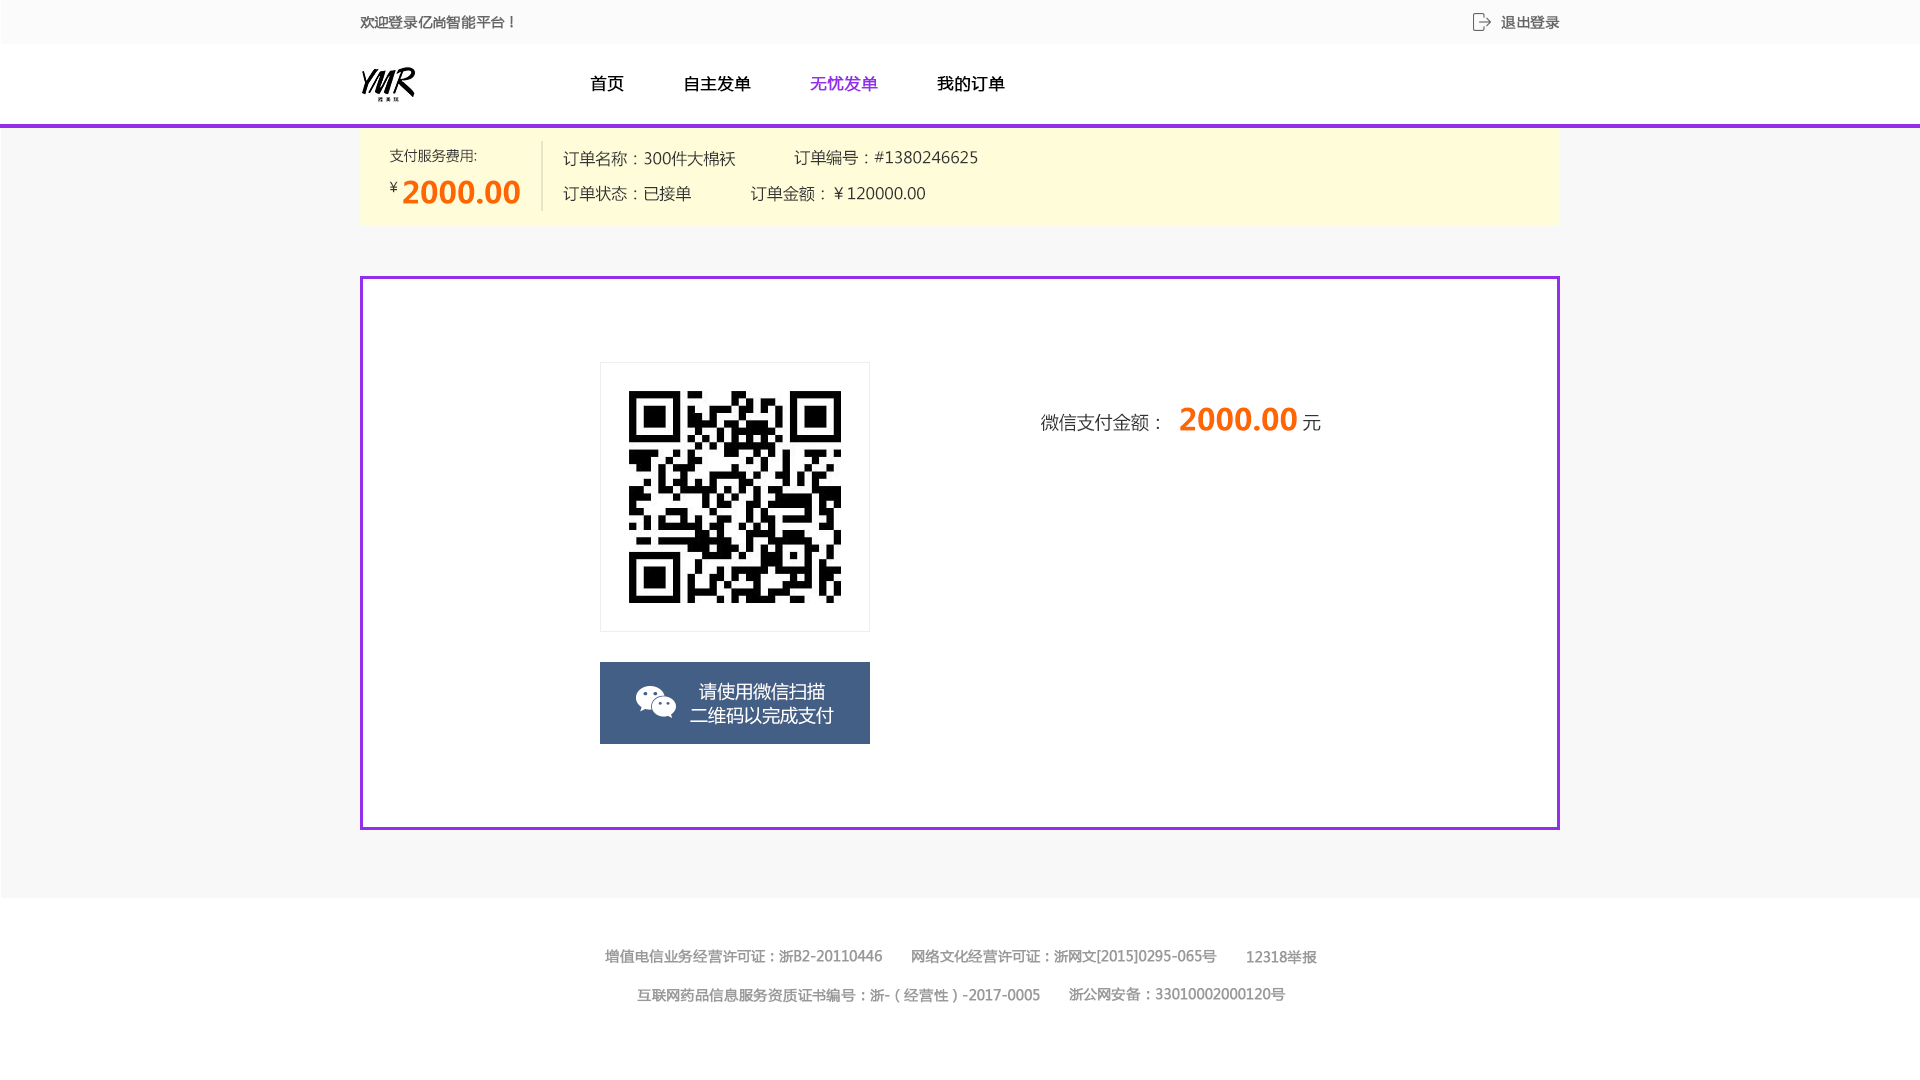 欢迎登录亿尚智能平台！ 退出登录
YMR 首页 自主发单 无忧发单 我的订单
支付服务费用:
¥ 2000.00
订单名称：300件大棉袄 订单编号：#1380246625
订单状态：已接单 订单金额：¥120000.00
微信支付金额： 2000.00 元
请使用微信扫描
二维码以完成支付
增值电信业务经营许可证：浙B2-20110446 网络文化经营许可证：浙网文[2015]0295-065号 12318举报
互联网药品信息服务资质证书编号：浙-（经营性）-2017-0005 浙公网安备：33010002000120号